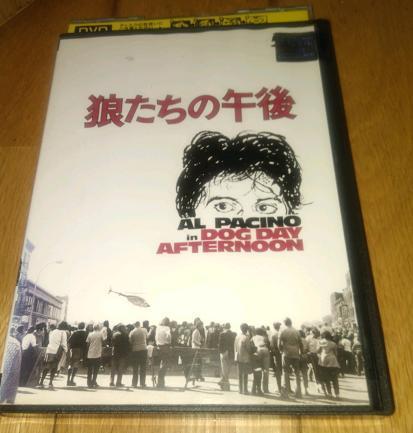 DVD
狼たちの午後
AL PACINO
in DOG DAY
AFTERNOON